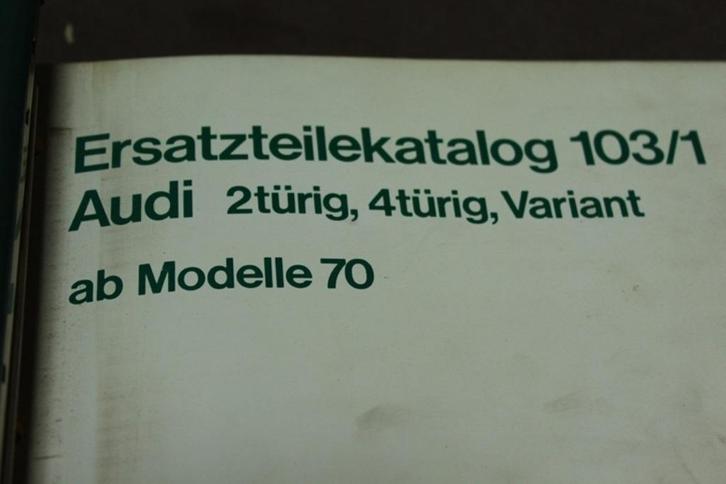 Ersatzteilekatalog 103/1
Audi 2türig, 4türig, Variant
ab Modelle 70